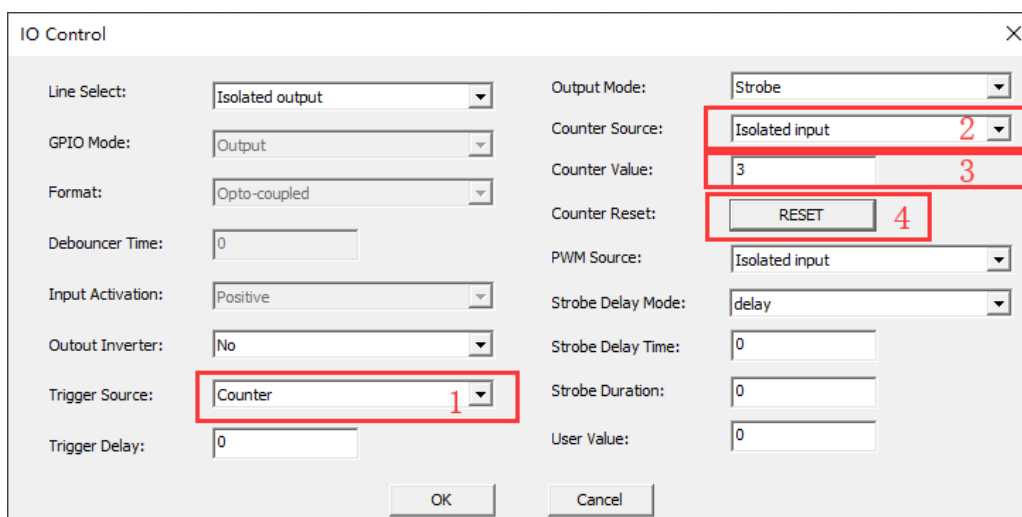 IO Control
Line Select:
Isolated output
GPIO Mode:
Output
Format:
Opto-coupled
Debouncer Time:
0
Input Activation:
Positive
Outout Inverter:
No
Trigger Source:
Counter
1
Trigger Delay:
0
Output Mode:
Strobe
Counter Source:
Isolated input
2
Counter Value:
3
3
Counter Reset:
RESET
4
PWM Source:
Isolated input
Strobe Delay Mode:
delay
Strobe Delay Time:
0
Strobe Duration:
0
User Value:
0
OK
Cancel